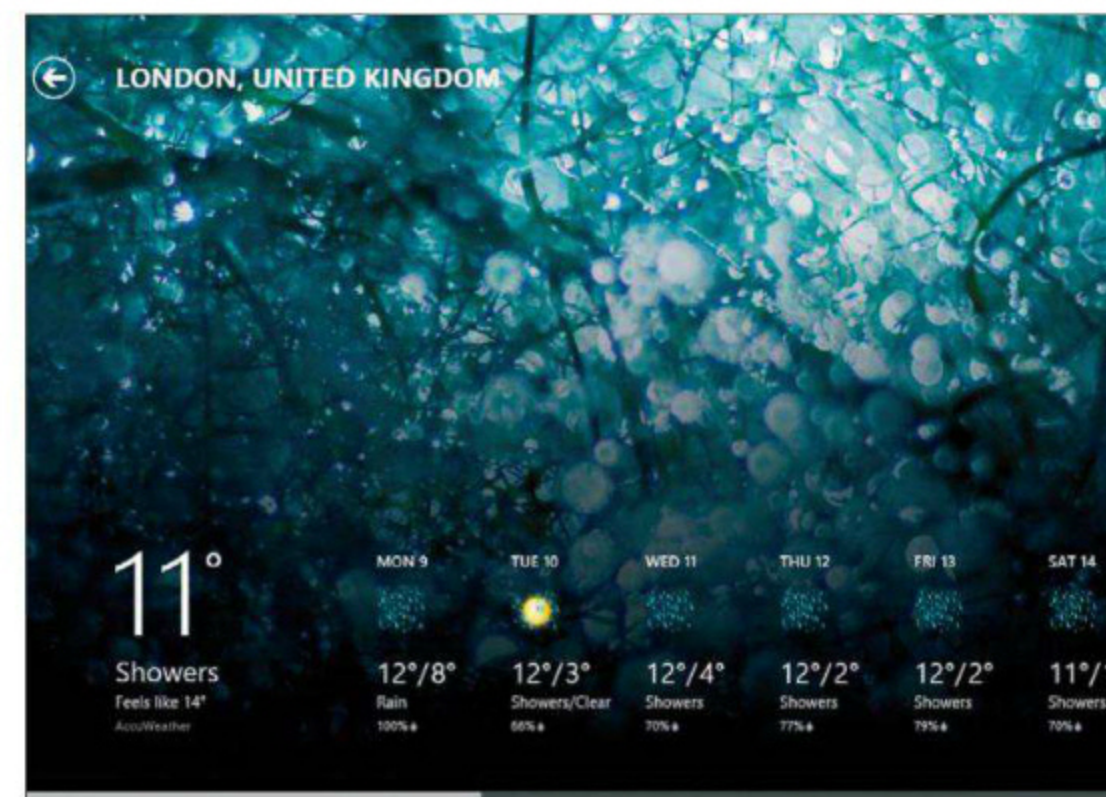 LONDON, UNITED KINGDOM
11°
Showers
Feels like 14°
AccuWeather
MON 9
12°/8°
Rain
100%
TUE 10
12°/3°
Showers/Clear
66%
WED 11
12°/4°
Showers
70%
THU 12
12°/2°
Showers
77%
FRI 13
12°/2°
Showers
79%
SAT 14
11°/
Showers
70%